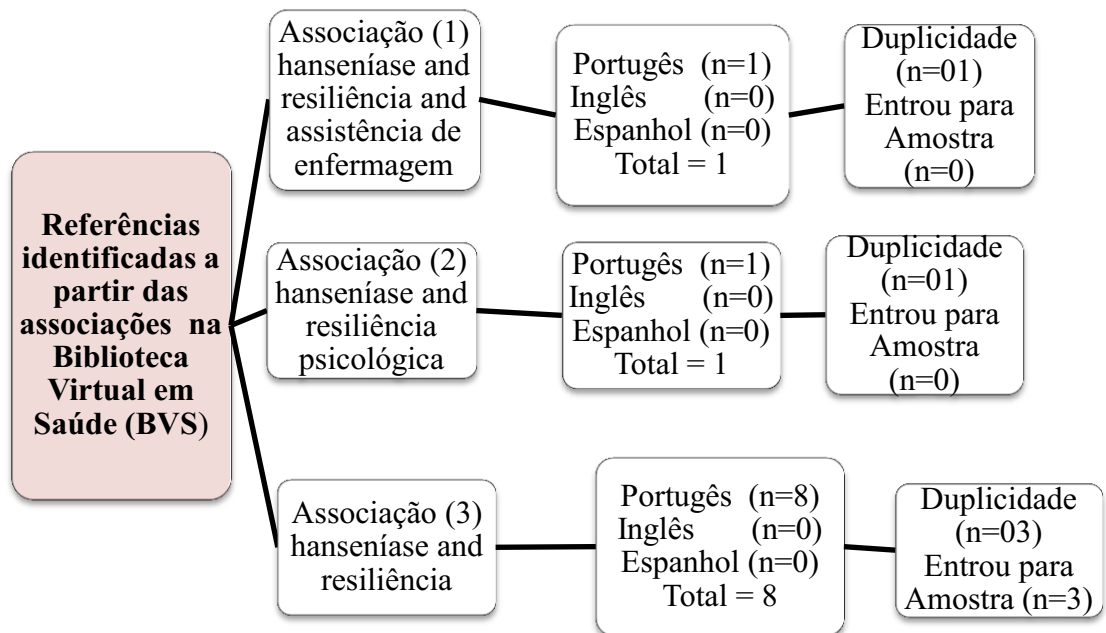 Referências
identificadas a
partir das
associações na
Biblioteca
Virtual em
Saúde (BVS)
Associação (1)
hanseníase and
resiliência and
assistência de
enfermagem
Portugês (n=1)
Inglês (n=0)
Espanhol (n=0)
Total = 1
Duplicidade
(n=01)
Entrou para
Amostra
(n=0)
Associação (2)
hanseníase and
resiliência
psicológica
Portugês (n=1)
Inglês (n=0)
Espanhol (n=0)
Total = 1
Duplicidade
(n=01)
Entrou para
Amostra
(n=0)
Associação (3)
hanseníase and
resiliência
Portugês (n=8)
Inglês (n=0)
Espanhol (n=0)
Total = 8
Duplicidade
(n=03)
Entrou para
Amostra (n=3)